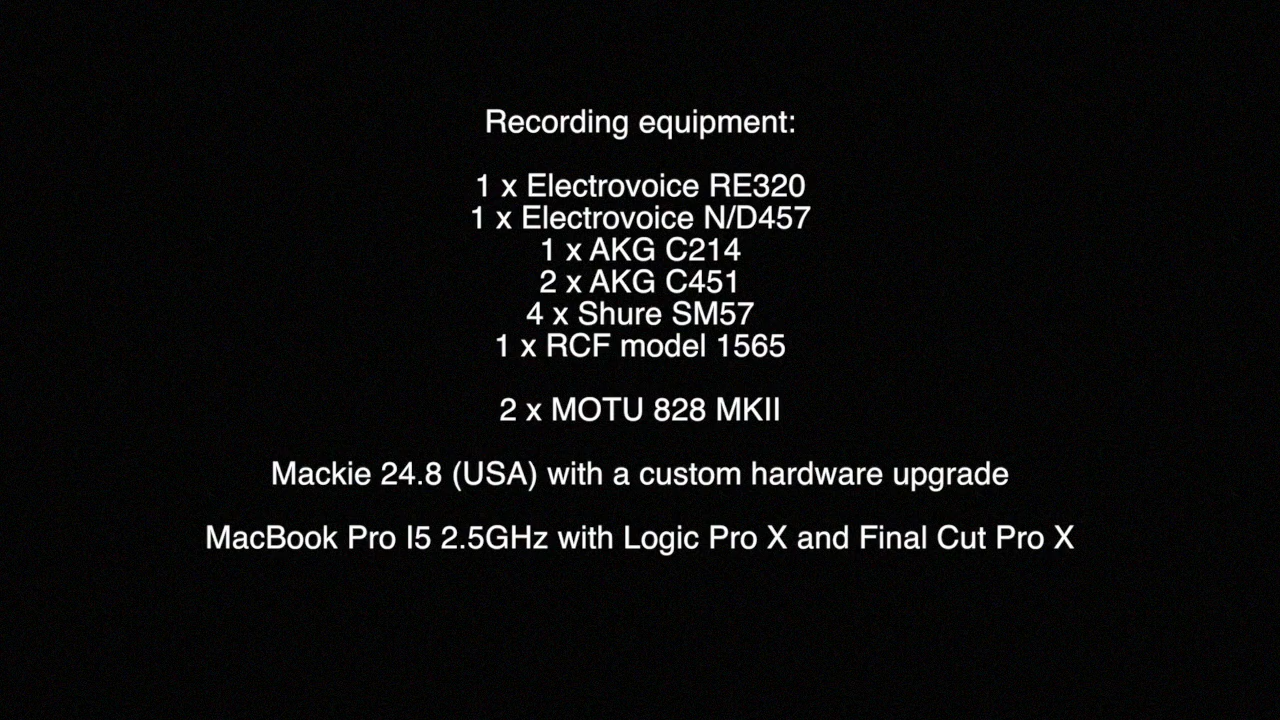 Recording equipment:
1 x Electrovoice RE320
1 x Electrovoice N/D457
1 x AKG C214
2 x AKG C451
4 x Shure SM57
1 x RCF model 1565
2 x MOTU 828 MKII
Mackie 24.8 (USA) with a custom hardware upgrade
MacBook Pro I5 2.5GHz with Logic Pro X and Final Cut Pro X